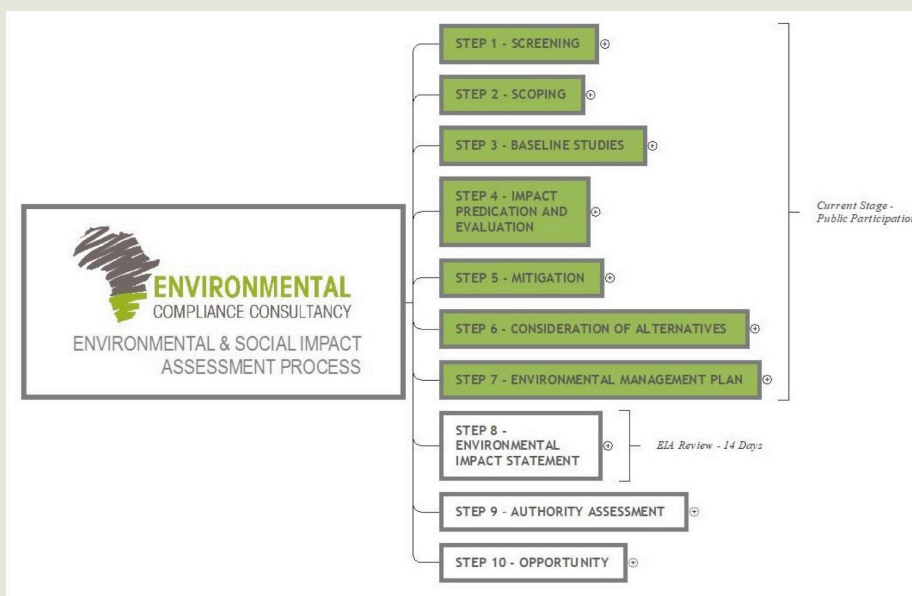 ENVIRONMENTAL
COMPLIANCE CONSULTANCY
ENVIRONMENTAL & SOCIAL IMPACT
ASSESSMENT PROCESS
STEP 1 - SCREENING
STEP 2 - SCOPING
STEP 3 - BASELINE STUDIES
STEP 4 - IMPACT
PREDICATION AND
EVALUATION
STEP 5 - MITIGATION
STEP 6 - CONSIDERATION OF ALTERNATIVES
STEP 7 - ENVIRONMENTAL MANAGEMENT PLAN
Current Stage -
Public Participation
STEP 8 -
ENVIRONMENTAL
IMPACT STATEMENT
EIA Review - 14 Days
STEP 9 - AUTHORITY ASSESSMENT
STEP 10 - OPPORTUNITY